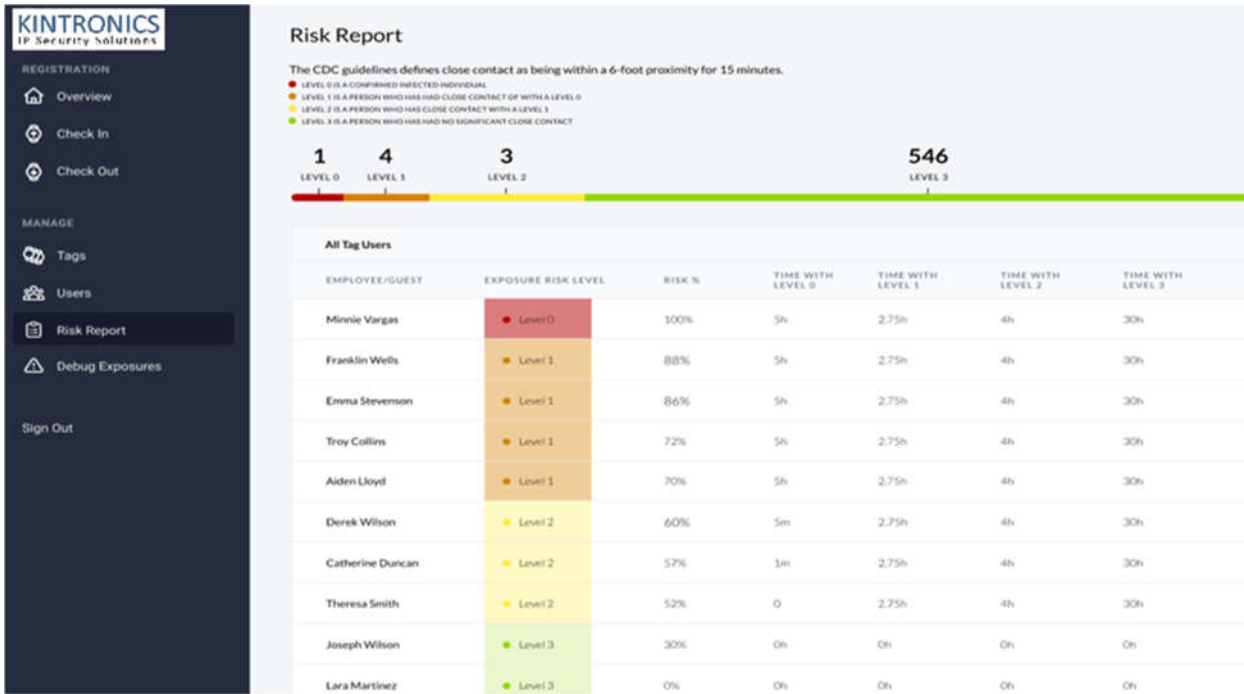 KINTRONICS
IP Security Solutions
REGISTRATION
Overview
Check In
Check Out
MANAGE
Tags
Users
Risk Report
Debug Exposures
Sign Out
Risk Report
The CDC guidelines defines close contact as being within a 6-foot proximity for 15 minutes.
LEVEL 0 IS A CONFIRMED INFECTED INDIVIDUAL
LEVEL 1 IS A PERSON WHO HAS HAD CLOSE CONTACT OF WITH A LEVEL 0
LEVEL 2 IS A PERSON WHO HAS CLOSE CONTACT WITH A LEVEL 1
LEVEL 3 IS A PERSON WHO HAS HAD NO SIGNIFICANT CLOSE CONTACT
1 4 3 546
LEVEL 0 LEVEL 1 LEVEL 2 LEVEL 3
All Tag Users
EMPLOYEE/GUEST EXPOSURE RISK LEVEL RISK % TIME WITH LEVEL 0 TIME WITH LEVEL 1 TIME WITH LEVEL 2 TIME WITH LEVEL 3
Minnie Vargas Level 0 100% 5h 2.75h 4h 30h
Franklin Wells Level 1 88% 5h 2.75h 4h 30h
Emma Stevenson Level 1 86% 5h 2.75h 4h 30h
Troy Collins Level 1 72% 5h 2.75h 4h 30h
Aiden Lloyd Level 1 70% 5h 2.75h 4h 30h
Derek Wilson Level 2 60% 5m 2.75h 4h 30h
Catherine Duncan Level 2 57% 1m 2.75h 4h 30h
Theresa Smith Level 2 52% 0 2.75h 4h 30h
Joseph Wilson Level 3 30% 0h 0h 0h 0h
Lara Martinez Level 3 0% 0h 0h 0h 0h